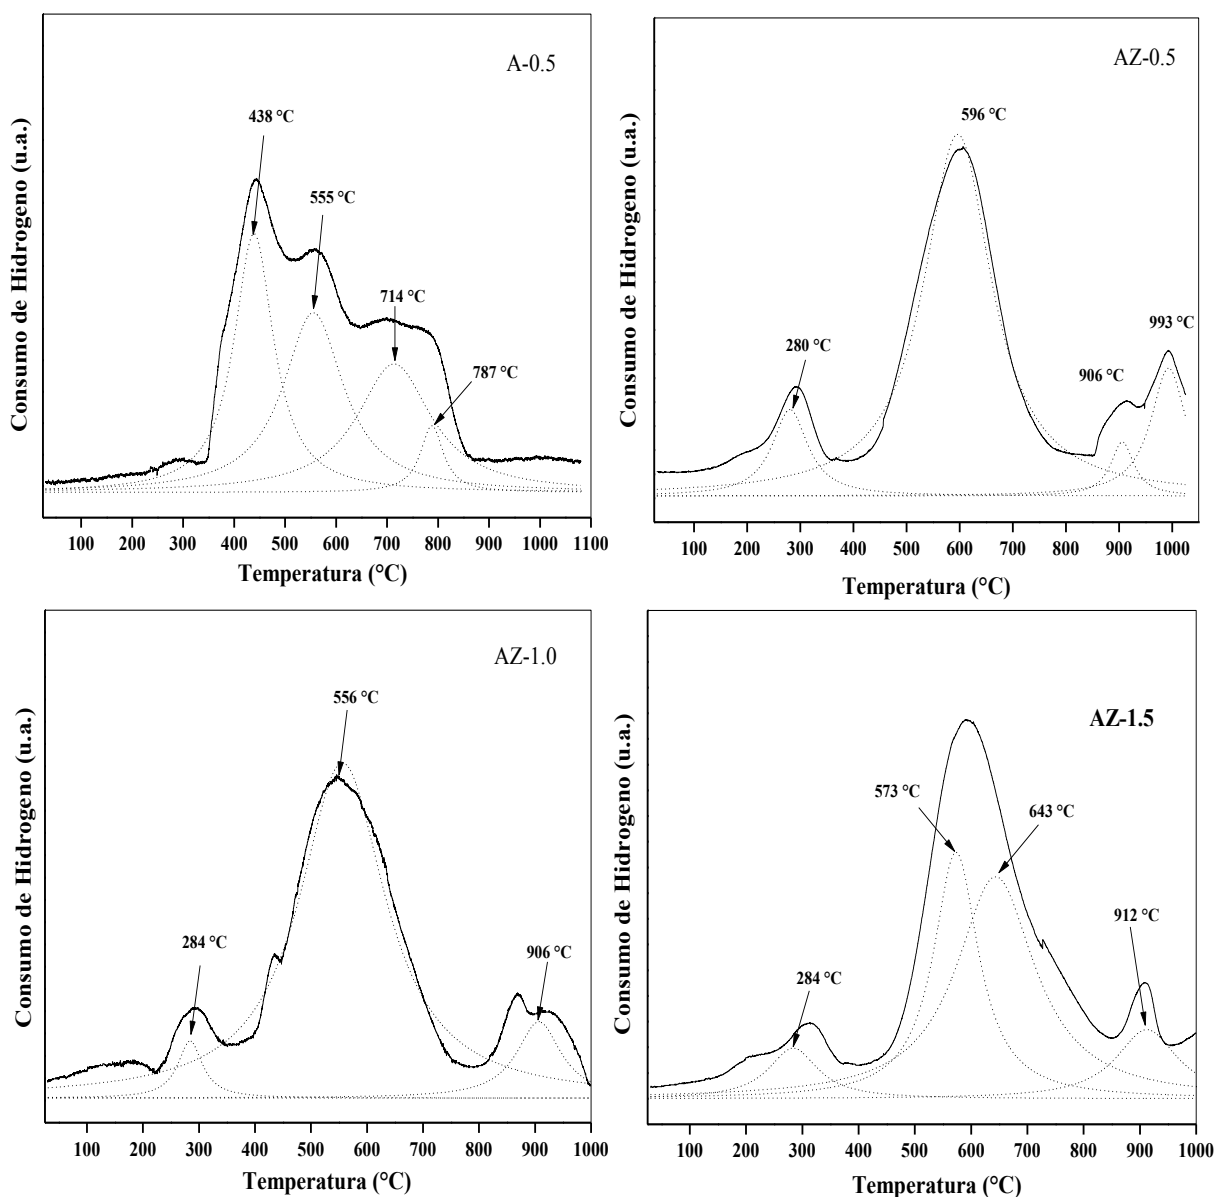 A-0.5
438 °C
555 °C
714 °C
787 °C
Consumo de Hidrogeno (u.a.)
100 200 300 400 500 600 700 800 900 1000 1100
Temperatura (°C)
AZ-0.5
596 °C
993 °C
280 °C
906 °C
Consumo de Hidrogeno (u.a.)
100 200 300 400 500 600 700 800 900 1000
Temperatura (°C)
AZ-1.0
556 °C
284 °C
906 °C
Consumo de Hidrogeno (u.a.)
100 200 300 400 500 600 700 800 900 1000
Temperatura (°C)
AZ-1.5
573 °C
643 °C
912 °C
284 °C
Consumo de Hidrogeno (u.a.)
100 200 300 400 500 600 700 800 900 1000
Temperatura (°C)